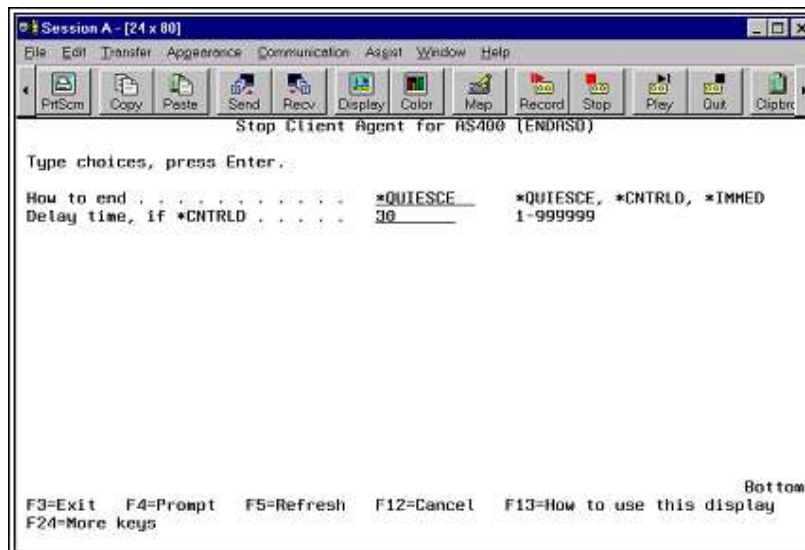 Session A - [24 x 80]
File Edit Transfer Appearance Communication Assist Window Help
PrtScrn Copy Paste Send Recv Display Color Map Record Stop Play Quit Clipbrd
Stop Client Agent for AS400 (ENDASO)
Type choices, press Enter.
How to end . . . . . . . . . . . *QUIESCE *QUIESCE, *CNTRLD, *IMMED
Delay time, if *CNTRLD . . . . . 30 1-999999
Bottom
F3=Exit F4=Prompt F5=Refresh F12=Cancel F13=How to use this display
F24=More keys